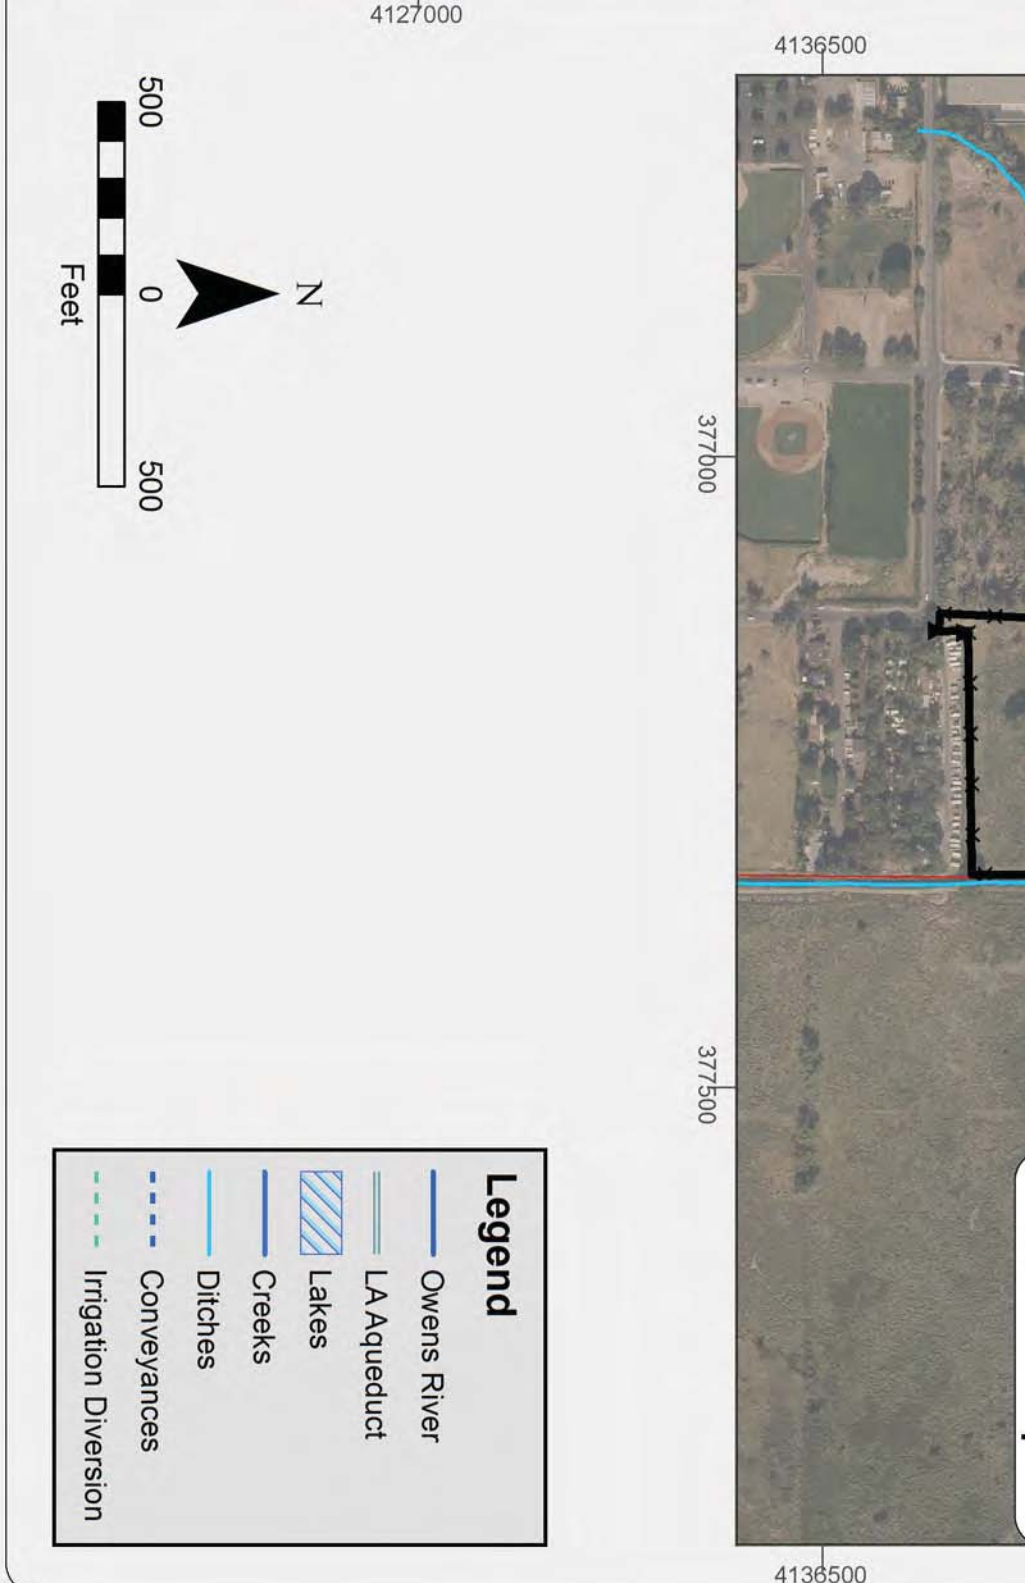 4127000
4136500
500
0
500
Feet
N
377000
377500
Legend
Owens River
LA Aqueduct
Lakes
Creeks
Ditches
Conveyances
Irrigation Diversion
4136500